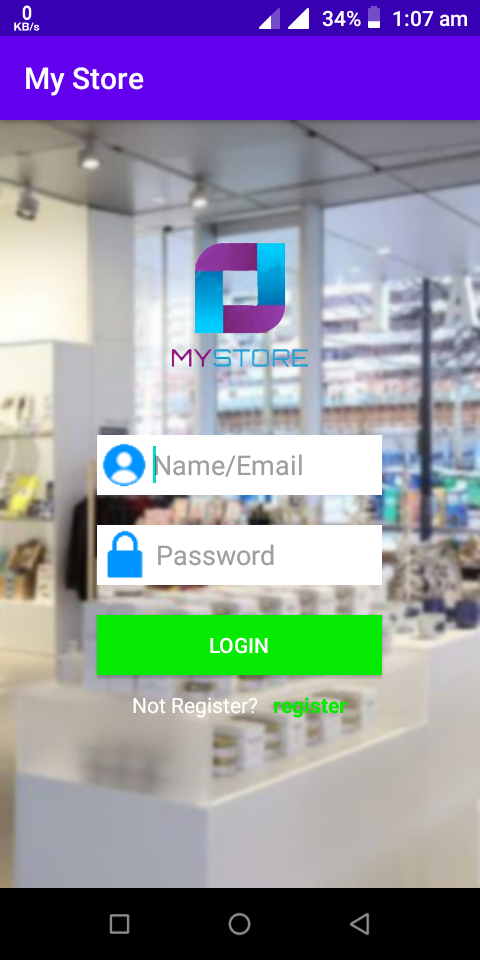 0
KB/s
34%
1:07 am
My Store
MYSTORE
Name/Email
Password
LOGIN
Not Register? register